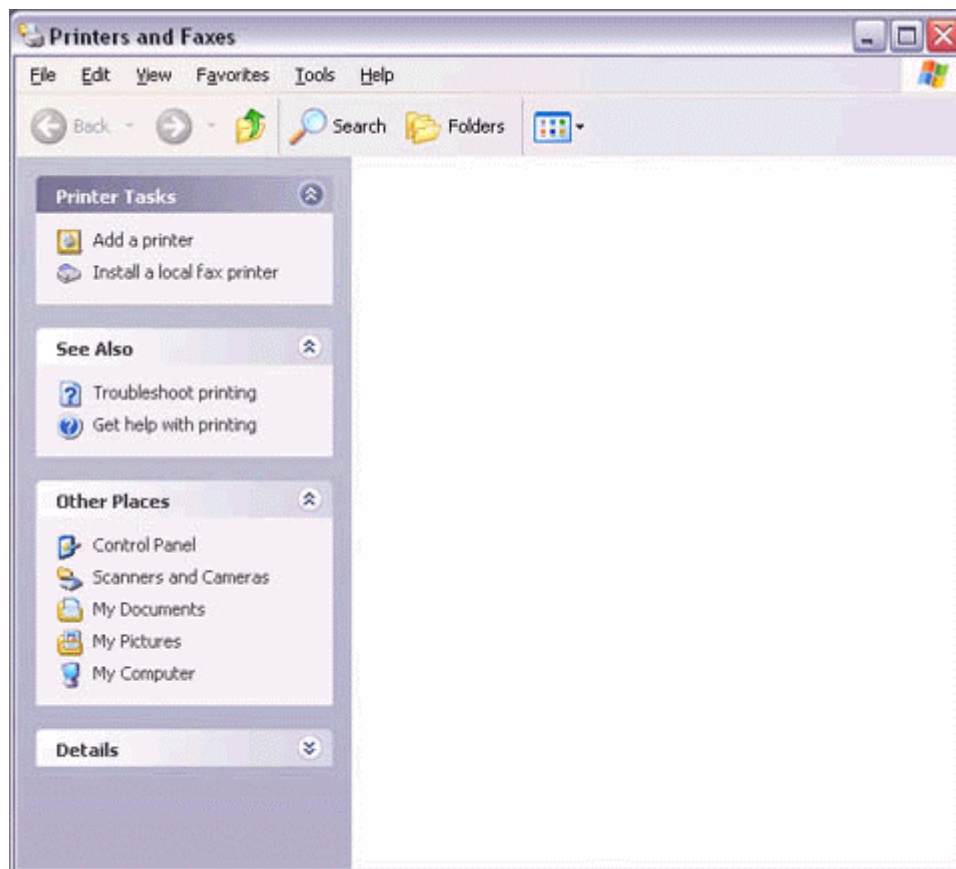 Printers and Faxes
File Edit View Favorites Tools Help
Back Search Folders
Printer Tasks
Add a printer
Install a local fax printer
See Also
Troubleshoot printing
Get help with printing
Other Places
Control Panel
Scanners and Cameras
My Documents
My Pictures
My Computer
Details